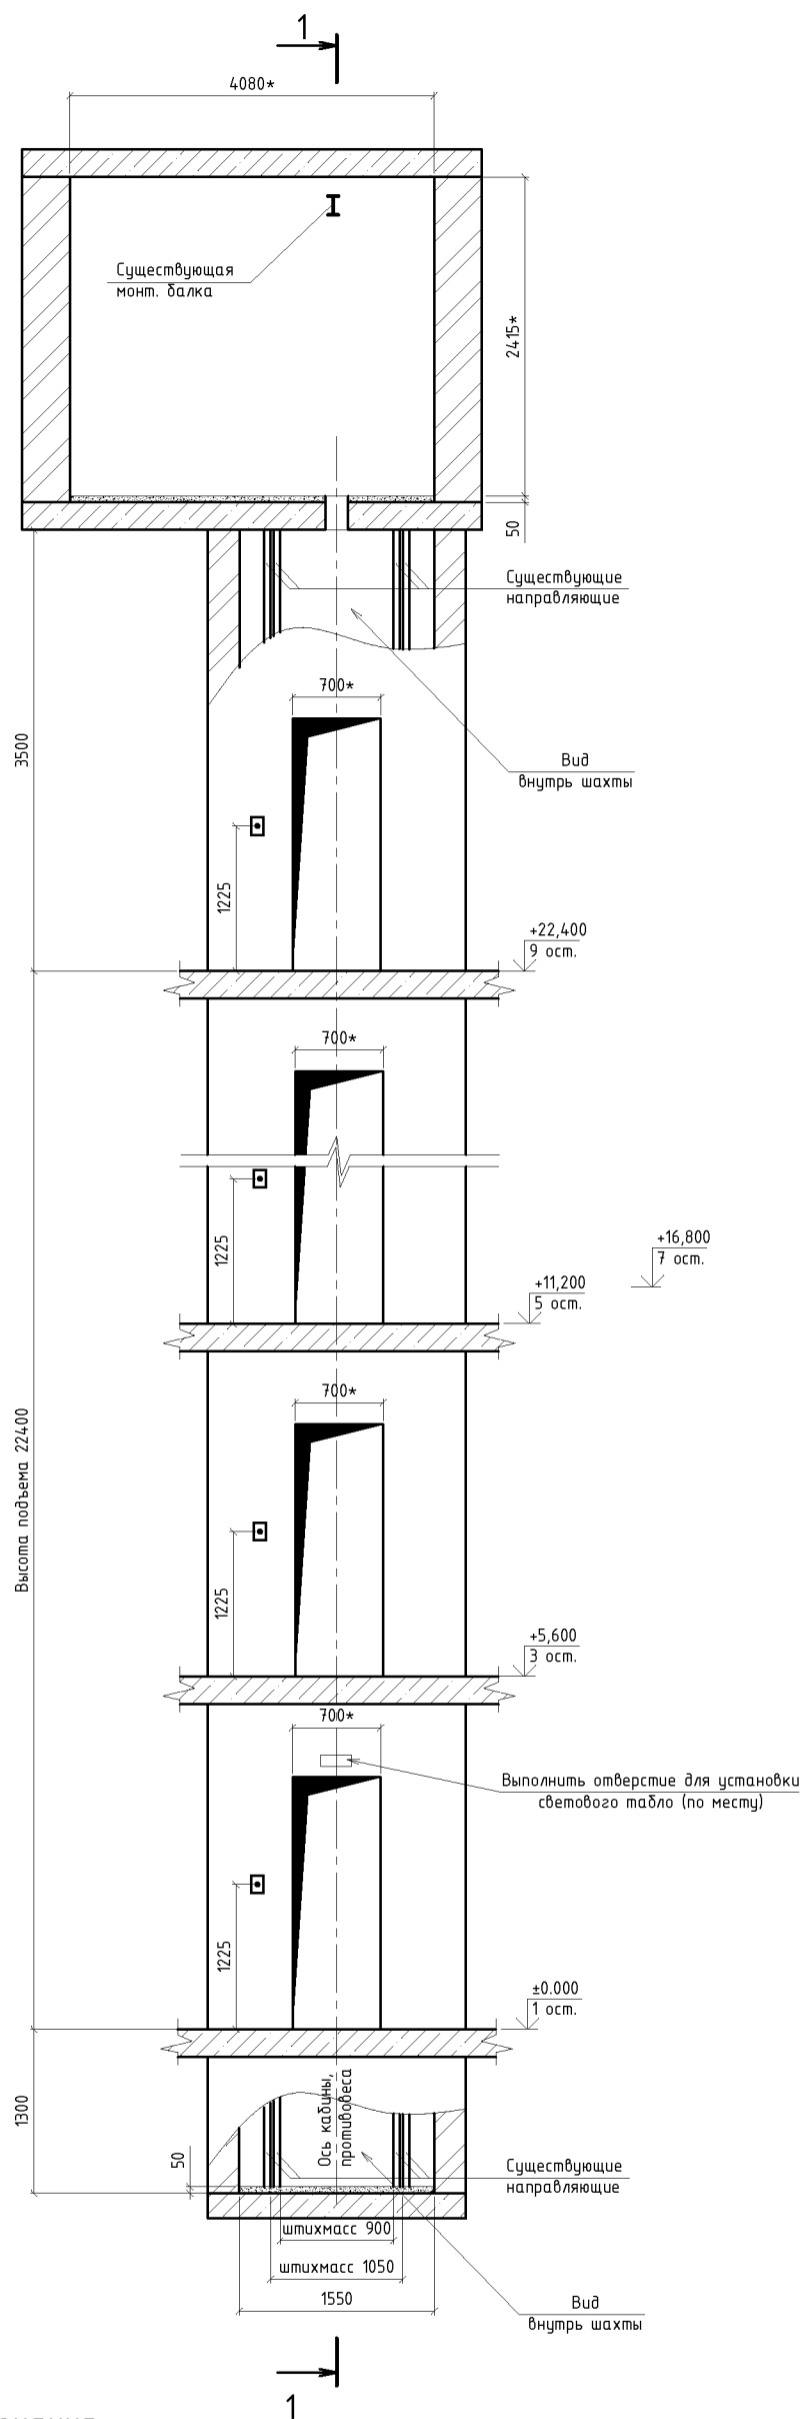 1
4080*
Существующая
монт. балка
2415*
50
Существующие
направляющие
700*
3500
Вид
внутрь шахты
1225
+22,400
9 ост.
700*
1225
+16,800
7 ост.
+11,200
5 ост.
700*
Высота подъема 22400
1225
+5,600
3 ост.
700*
Выполнить отверстие для установки
светового табло (по месту)
1225
±0.000
1 ост.
1300
Ось кабины,
противовеса
50
Существующие
направляющие
штихмасс 900
штихмасс 1050
1550
Вид
внутрь шахты
1